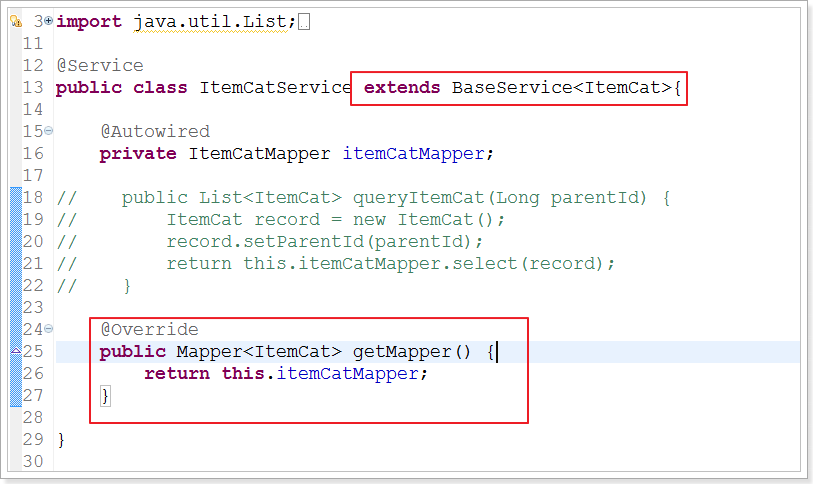 3 import java.util.List;
11
12 @Service
13 public class ItemCatService extends BaseService<ItemCat>{
14
15 @Autowired
16 private ItemCatMapper itemCatMapper;
17
18 // public List<ItemCat> queryItemCat(Long parentId) {
19 // ItemCat record = new ItemCat();
20 // record.setParentId(parentId);
21 // return this.itemCatMapper.select(record);
22 // }
23
24 @Override
25 public Mapper<ItemCat> getMapper() {
26 return this.itemCatMapper;
27 }
28
29 }
30